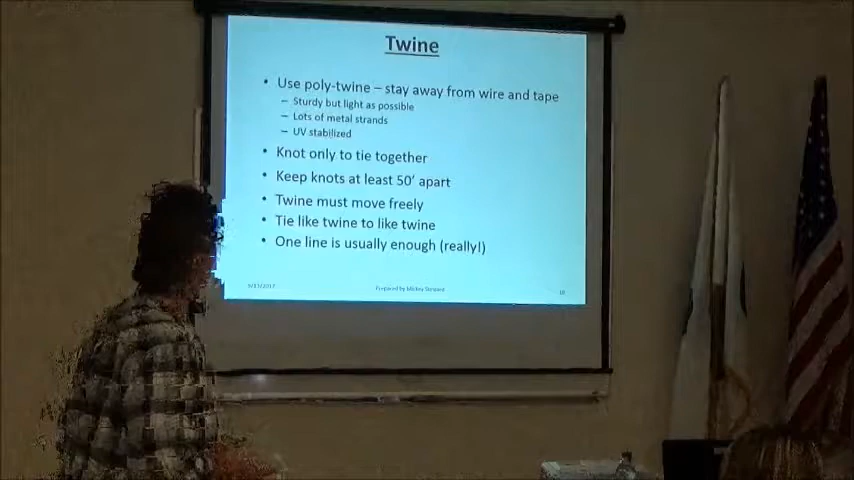 Twine
• Use poly-twine – stay away from wire and tape
– Sturdy but light as possible
– Lots of metal strands
– UV stabilized
• Knot only to tie together
• Keep knots at least 50' apart
• Twine must move freely
• Tie like twine to like twine
• One line is usually enough (really!)
Prepared by